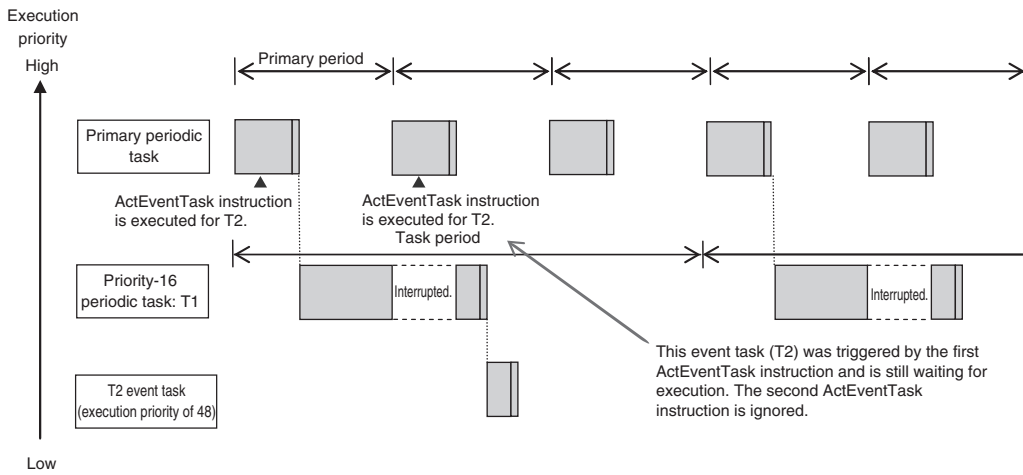 Execution
priority
High
Primary period
Primary periodic
task
ActEventTask instruction
is executed for T2.
ActEventTask instruction
is executed for T2.
Task period
Priority-16
periodic task: T1
Interrupted.
Interrupted.
This event task (T2) was triggered by the first
ActEventTask instruction and is still waiting for
execution. The second ActEventTask
instruction is ignored.
T2 event task
(execution priority of 48)
Low